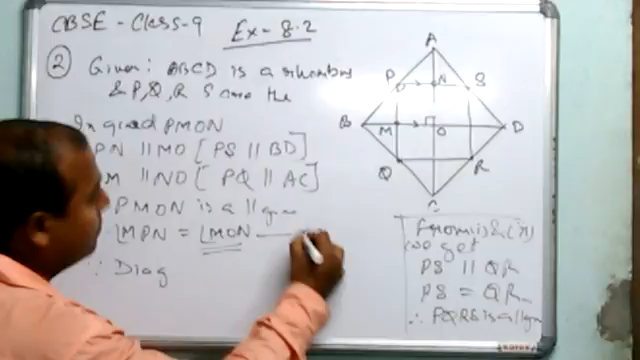 CBSE - Class-9 Ex - 8.2
2 Given: ABCD is a rhombus
& P, Q, R S are the
In quad PMON
PN || MO [ PS || BD ]
M || NO [ PQ || AC ]
PMON is a || gm
∠MPN = ∠MON
∴ Diag
A
P N S
B M O D
Q R
C
From (i) & (ii)
we get
PS || QR
PS = QR
∴ PQRS is a ||gm